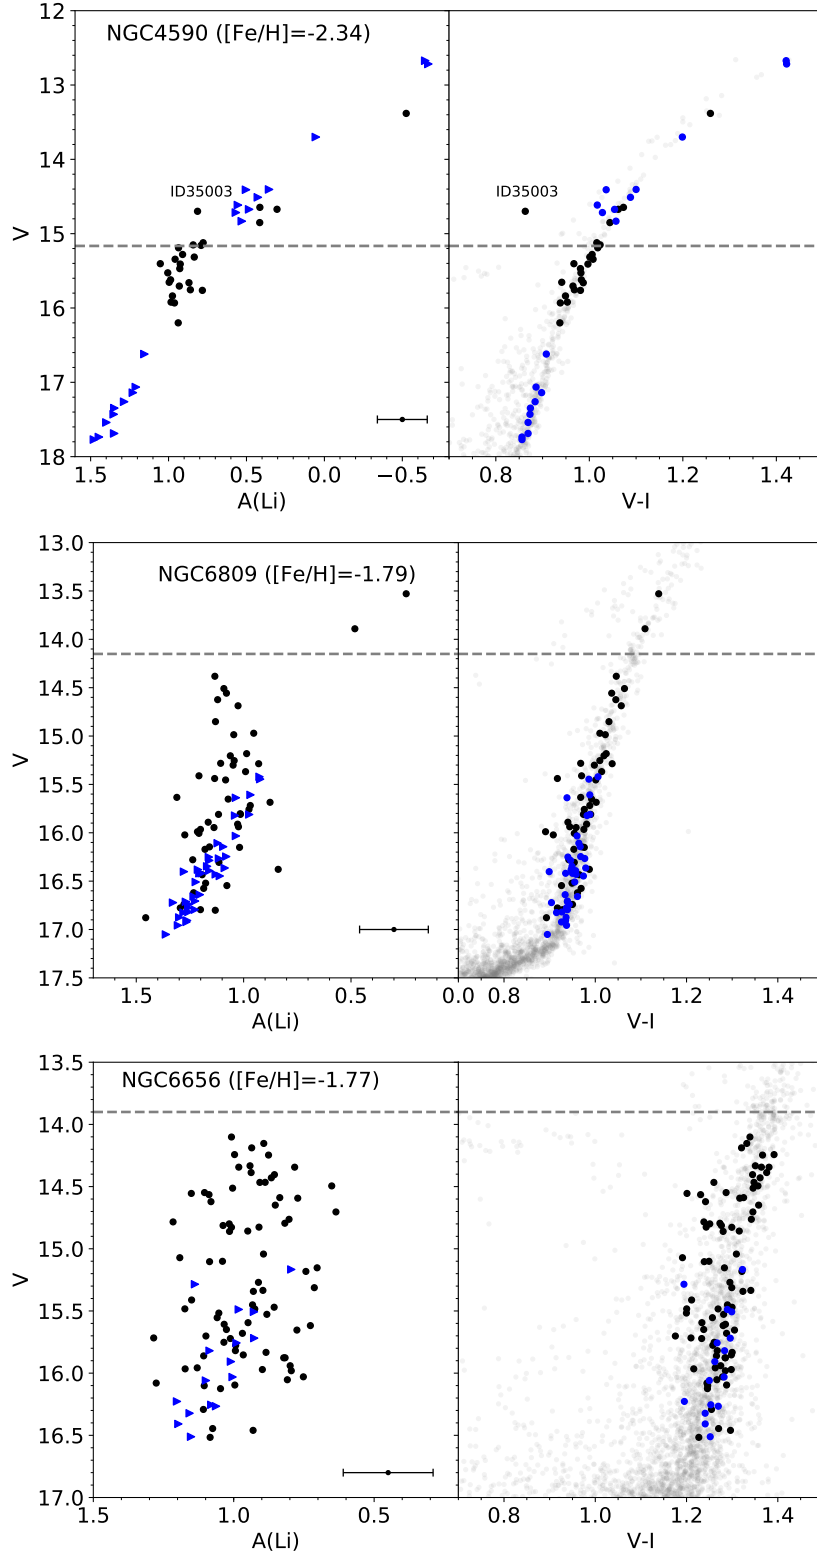 12
13
14
15
16
17
18
V
NGC4590 ([Fe/H]=-2.34)
ID35003
ID35003
1.5 1.0 0.5 0.0 −0.5
0.8 1.0 1.2 1.4
A(Li)
V-I
13.0
13.5
14.0
14.5
15.0
15.5
16.0
16.5
17.0
17.5
V
NGC6809 ([Fe/H]=-1.79)
1.5 1.0 0.5 0.0
0.8 1.0 1.2 1.4
A(Li)
V-I
13.5
14.0
14.5
15.0
15.5
16.0
16.5
17.0
V
NGC6656 ([Fe/H]=-1.77)
1.5 1.0 0.5
0.8 1.0 1.2 1.4
A(Li)
V-I